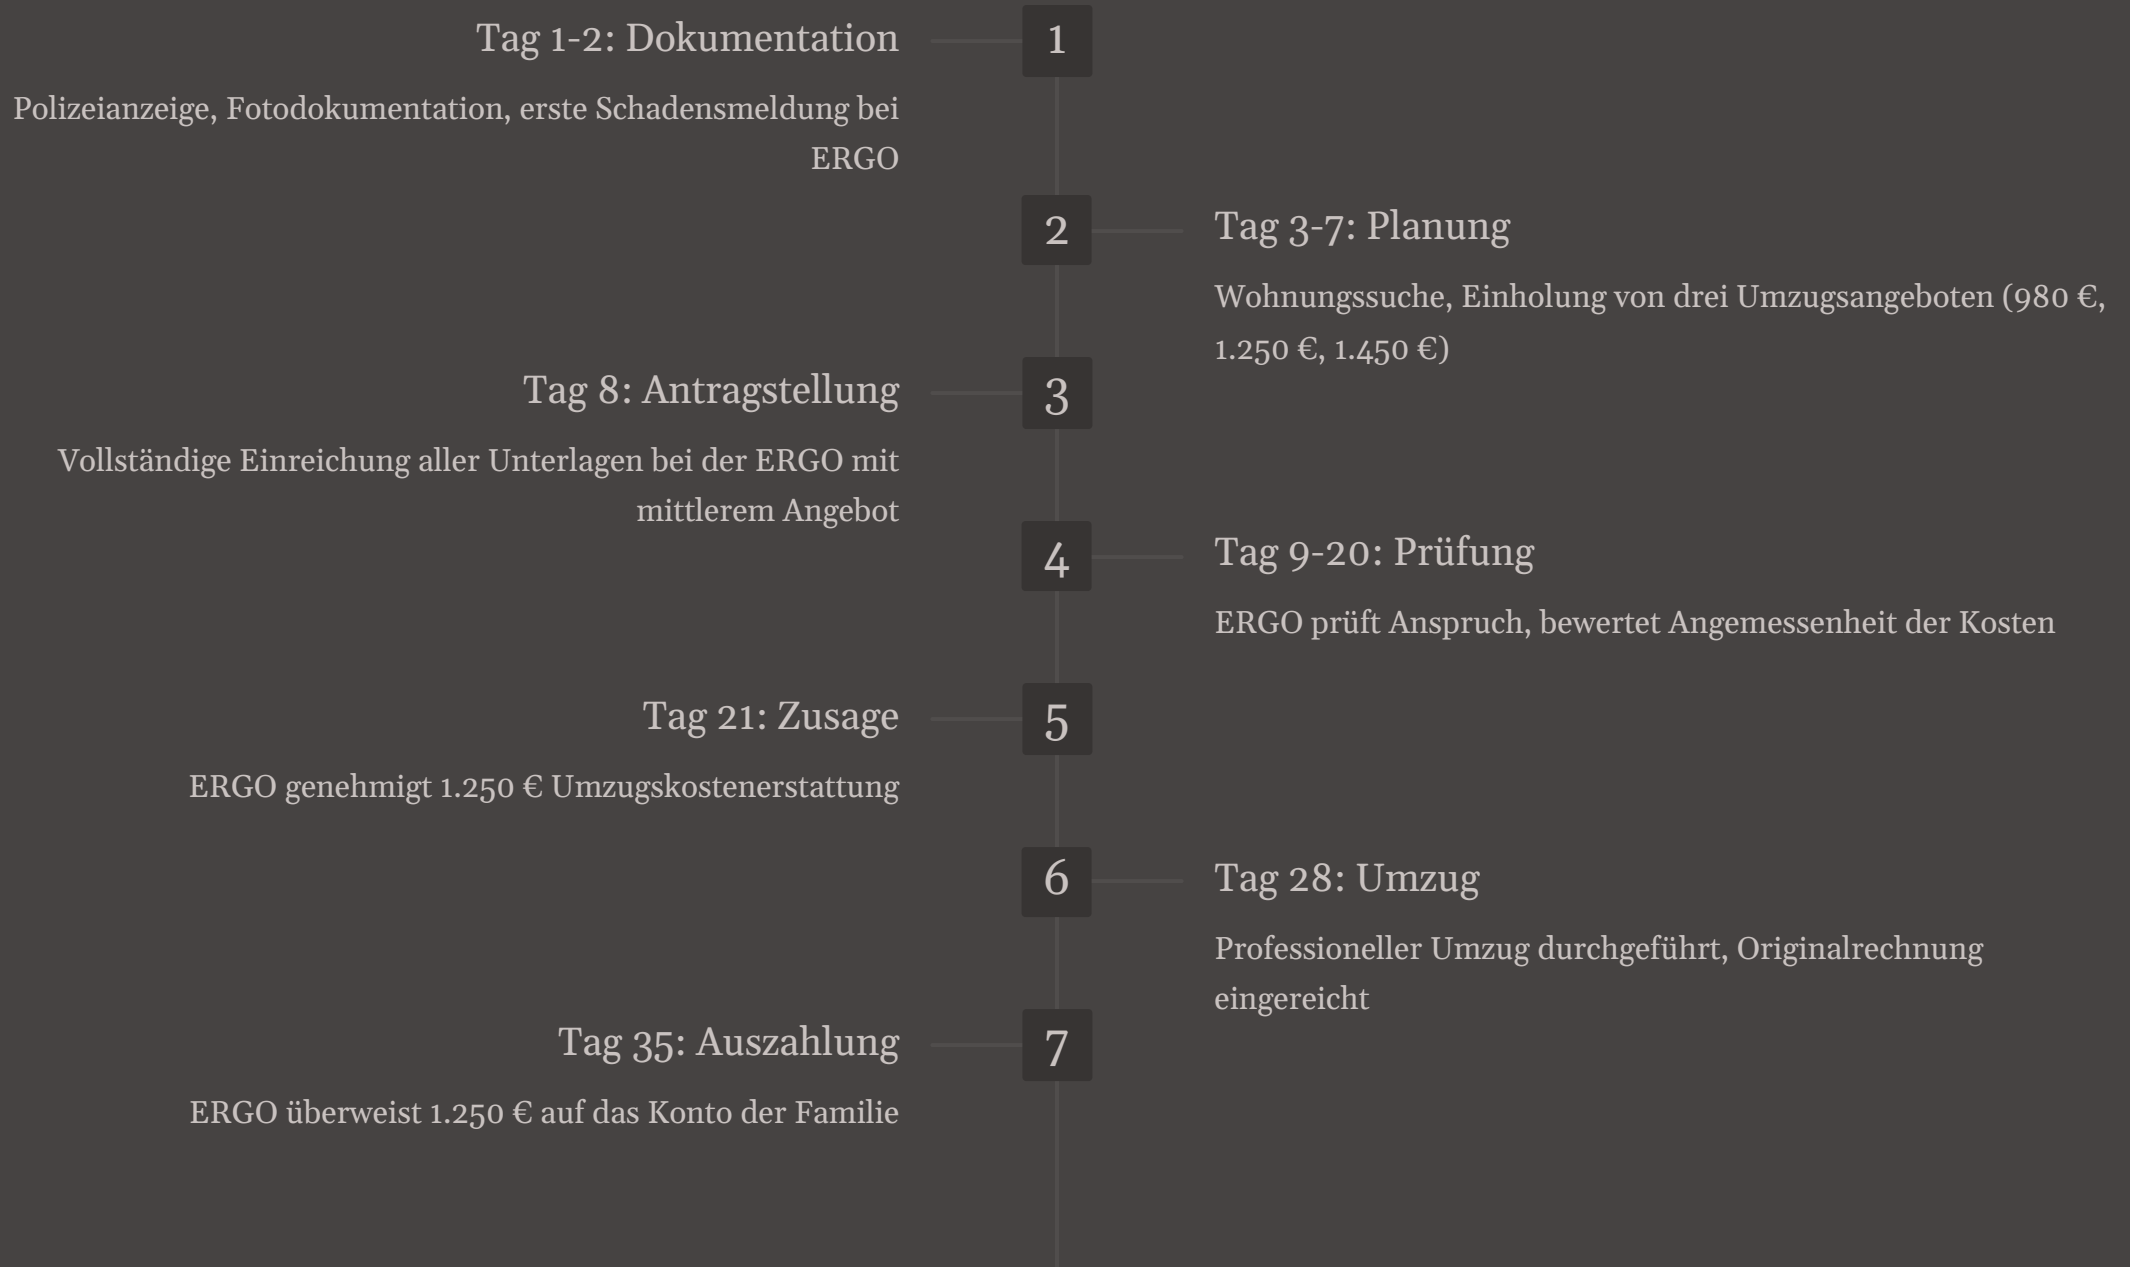 Tag 1-2: Dokumentation
1
Polizeianzeige, Fotodokumentation, erste Schadensmeldung bei
ERGO
2
Tag 3-7: Planung
Wohnungssuche, Einholung von drei Umzugsangeboten (980 €,
1.250 €, 1.450 €)
Tag 8: Antragstellung
3
Vollständige Einreichung aller Unterlagen bei der ERGO mit
mittlerem Angebot
4
Tag 9-20: Prüfung
ERGO prüft Anspruch, bewertet Angemessenheit der Kosten
Tag 21: Zusage
5
ERGO genehmigt 1.250 € Umzugskostenerstattung
6
Tag 28: Umzug
Professioneller Umzug durchgeführt, Originalrechnung
eingereicht
Tag 35: Auszahlung
7
ERGO überweist 1.250 € auf das Konto der Familie